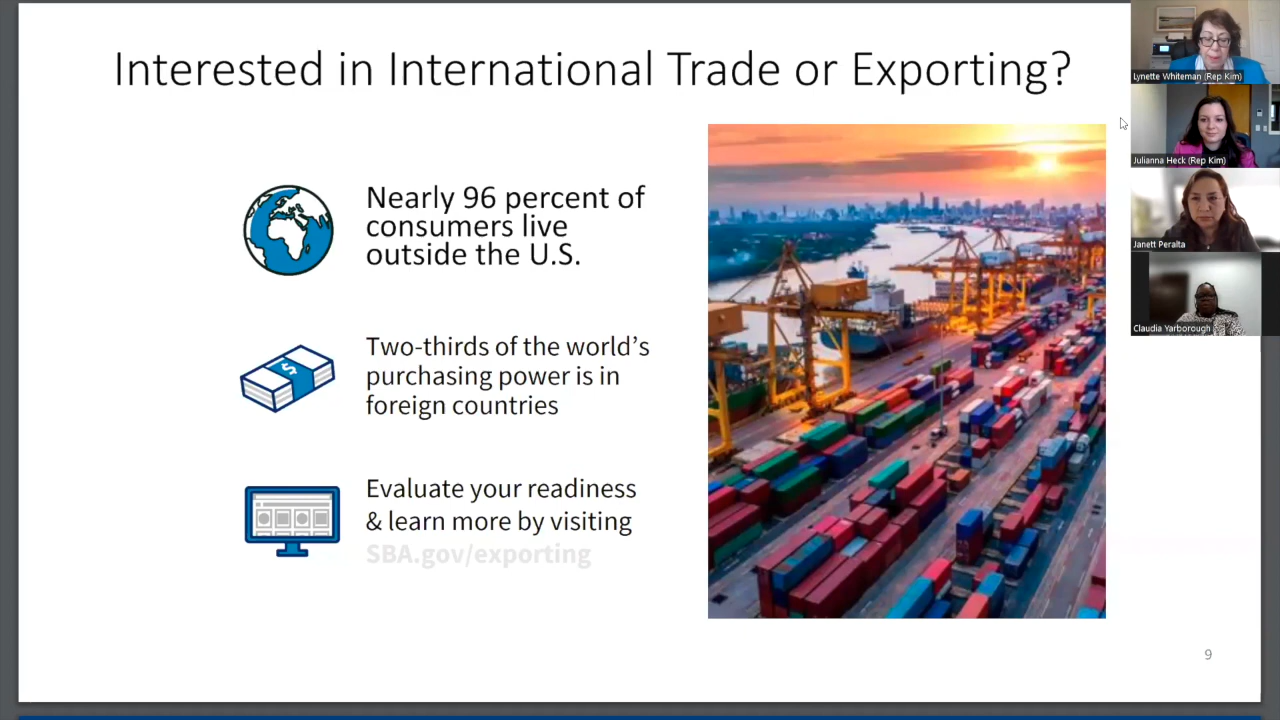 Interested in International Trade or Exporting?
Nearly 96 percent of
consumers live
outside the U.S.
$
Two-thirds of the world’s
purchasing power is in
foreign countries
Evaluate your readiness
& learn more by visiting
SBA.gov/exporting
9
Lynette Whiteman (Rep Kim)
Julianna Heck (Rep Kim)
Janett Peralta
Claudia Yarborough